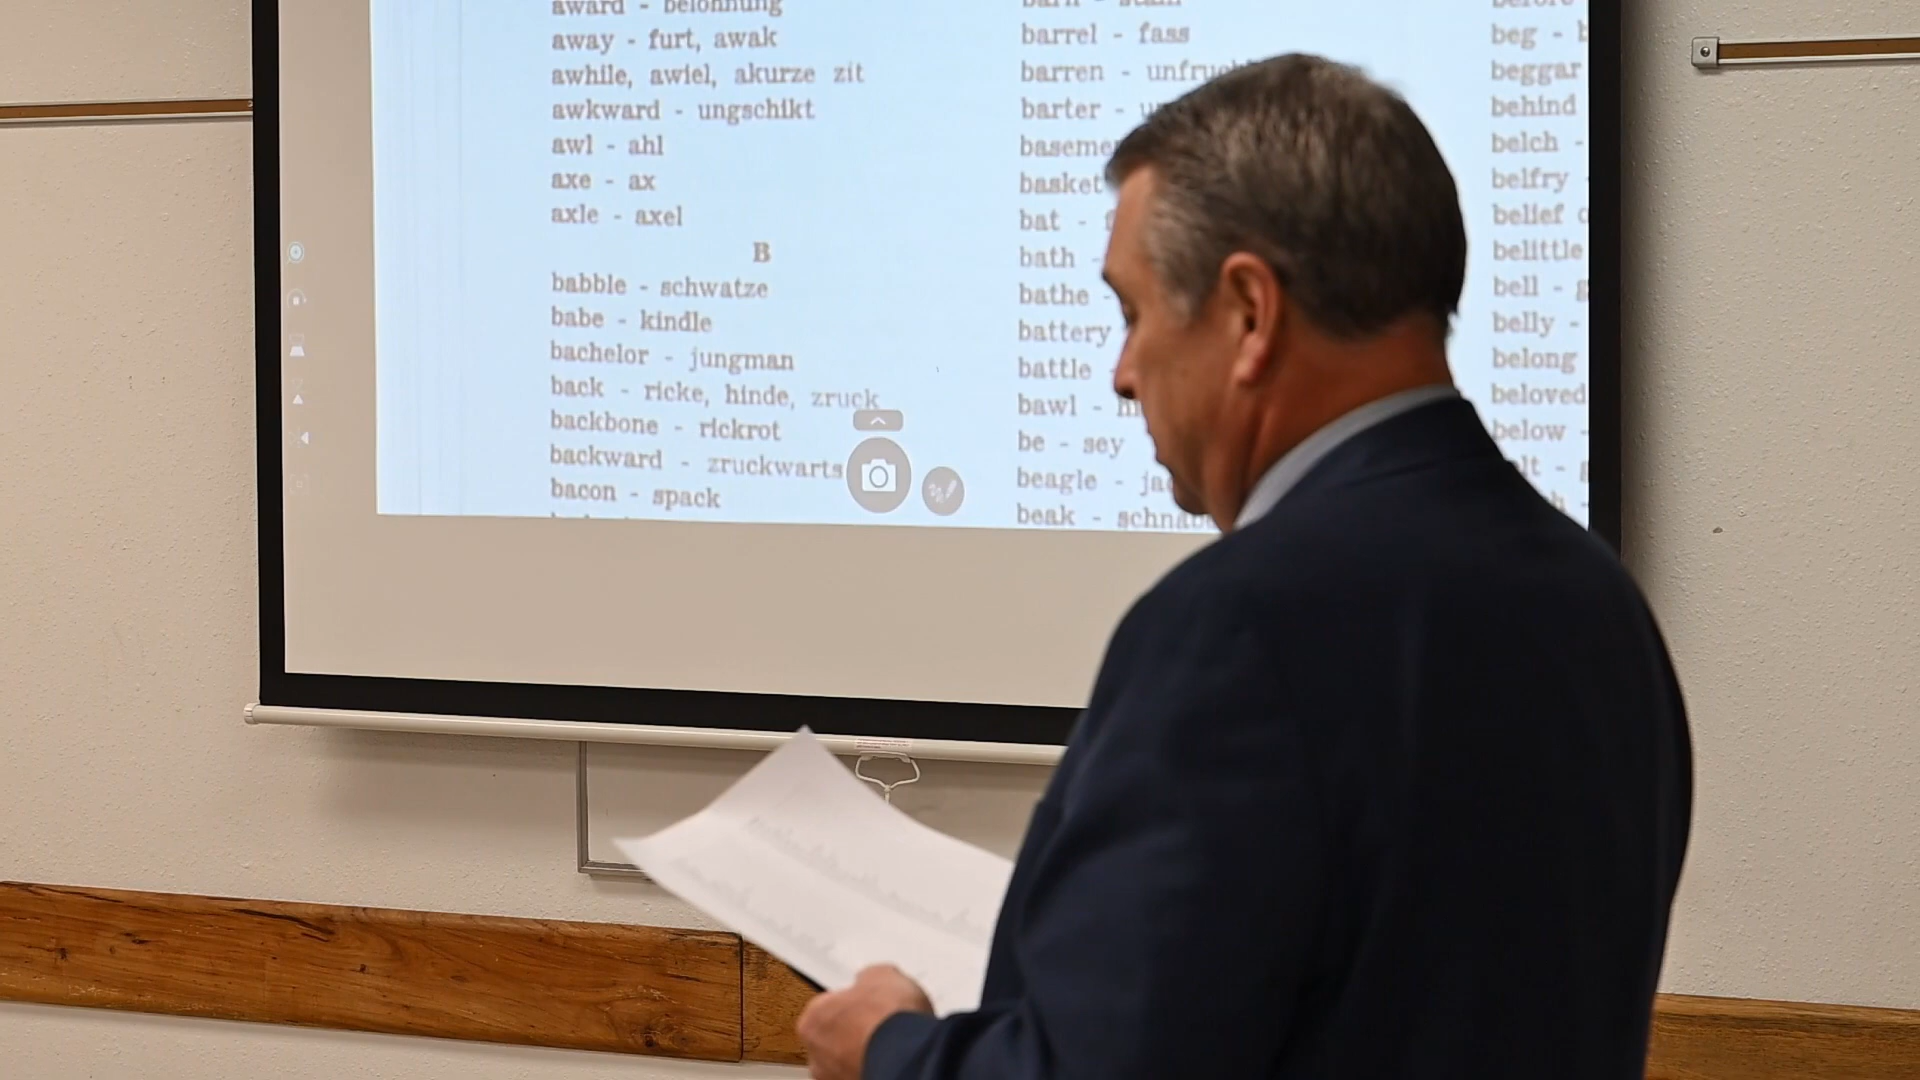 award - belohnung
away - furt, awak
awhile, awiel, akurze zit
awkward - ungschikt
awl - ahl
axe - ax
axle - axel
B
babble - schwatze
babe - kindle
bachelor - jungman
back - ricke, hinde, zruck
backbone - rickrot
backward - zruckwarts
bacon - spack
barrel - fass
barren -
barter -
basket
bat -
bath -
bathe -
battery
battle
bawl -
be - sey
beagle -
beak -
beg -
beggar
behind
belch -
belfry
belief
belittle
bell -
belly -
belong
beloved
below -